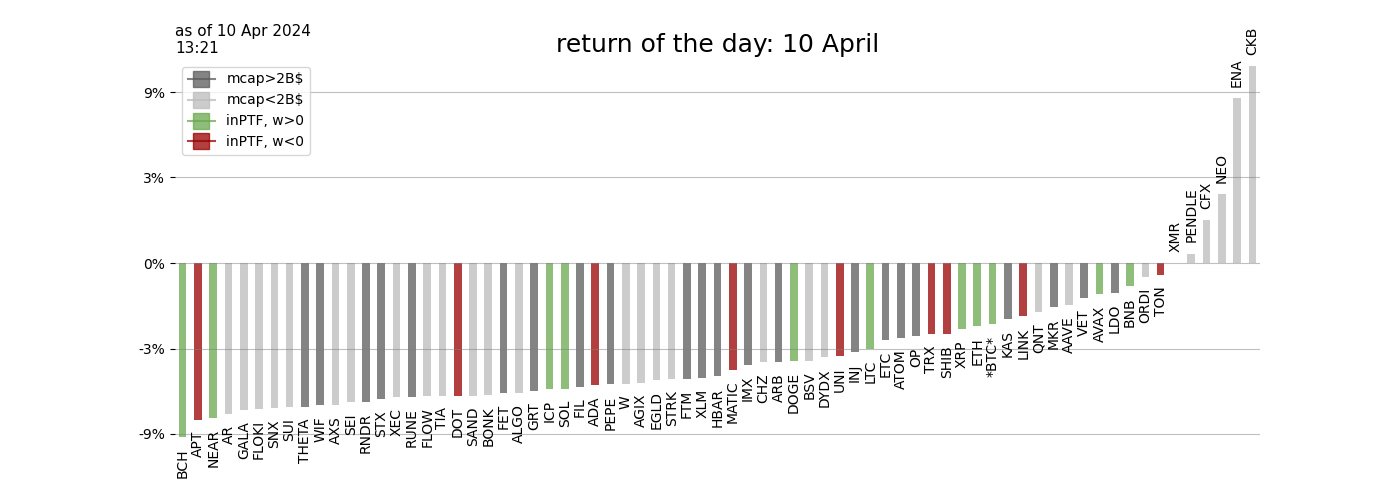 as of 10 Apr 2024
13:21
return of the day: 10 April
mcap>2B$
mcap<2B$
inPTF, w>0
inPTF, w<0
9%
3%
0%
-3%
-9%
BCH
APT
NEAR
AR
GALA
FLOKI
SNX
SUI
THETA
WIF
AXS
SEI
RNDR
STX
XEC
RUNE
FLOW
TIA
DOT
SAND
BONK
FET
ALGO
GRT
ICP
SOL
FIL
ADA
PEPE
W
AGIX
EGLD
STRK
FTM
XLM
HBAR
MATIC
IMX
CHZ
ARB
DOGE
BSV
DYDX
UNI
INJ
LTC
ETC
ATOM
OP
TRX
SHIB
XRP
ETH
*BTC*
KAS
LINK
QNT
MKR
AAVE
VET
AVAX
LDO
BNB
ORDI
TON
XMR
PENDLE
CFX
NEO
ENA
CKB